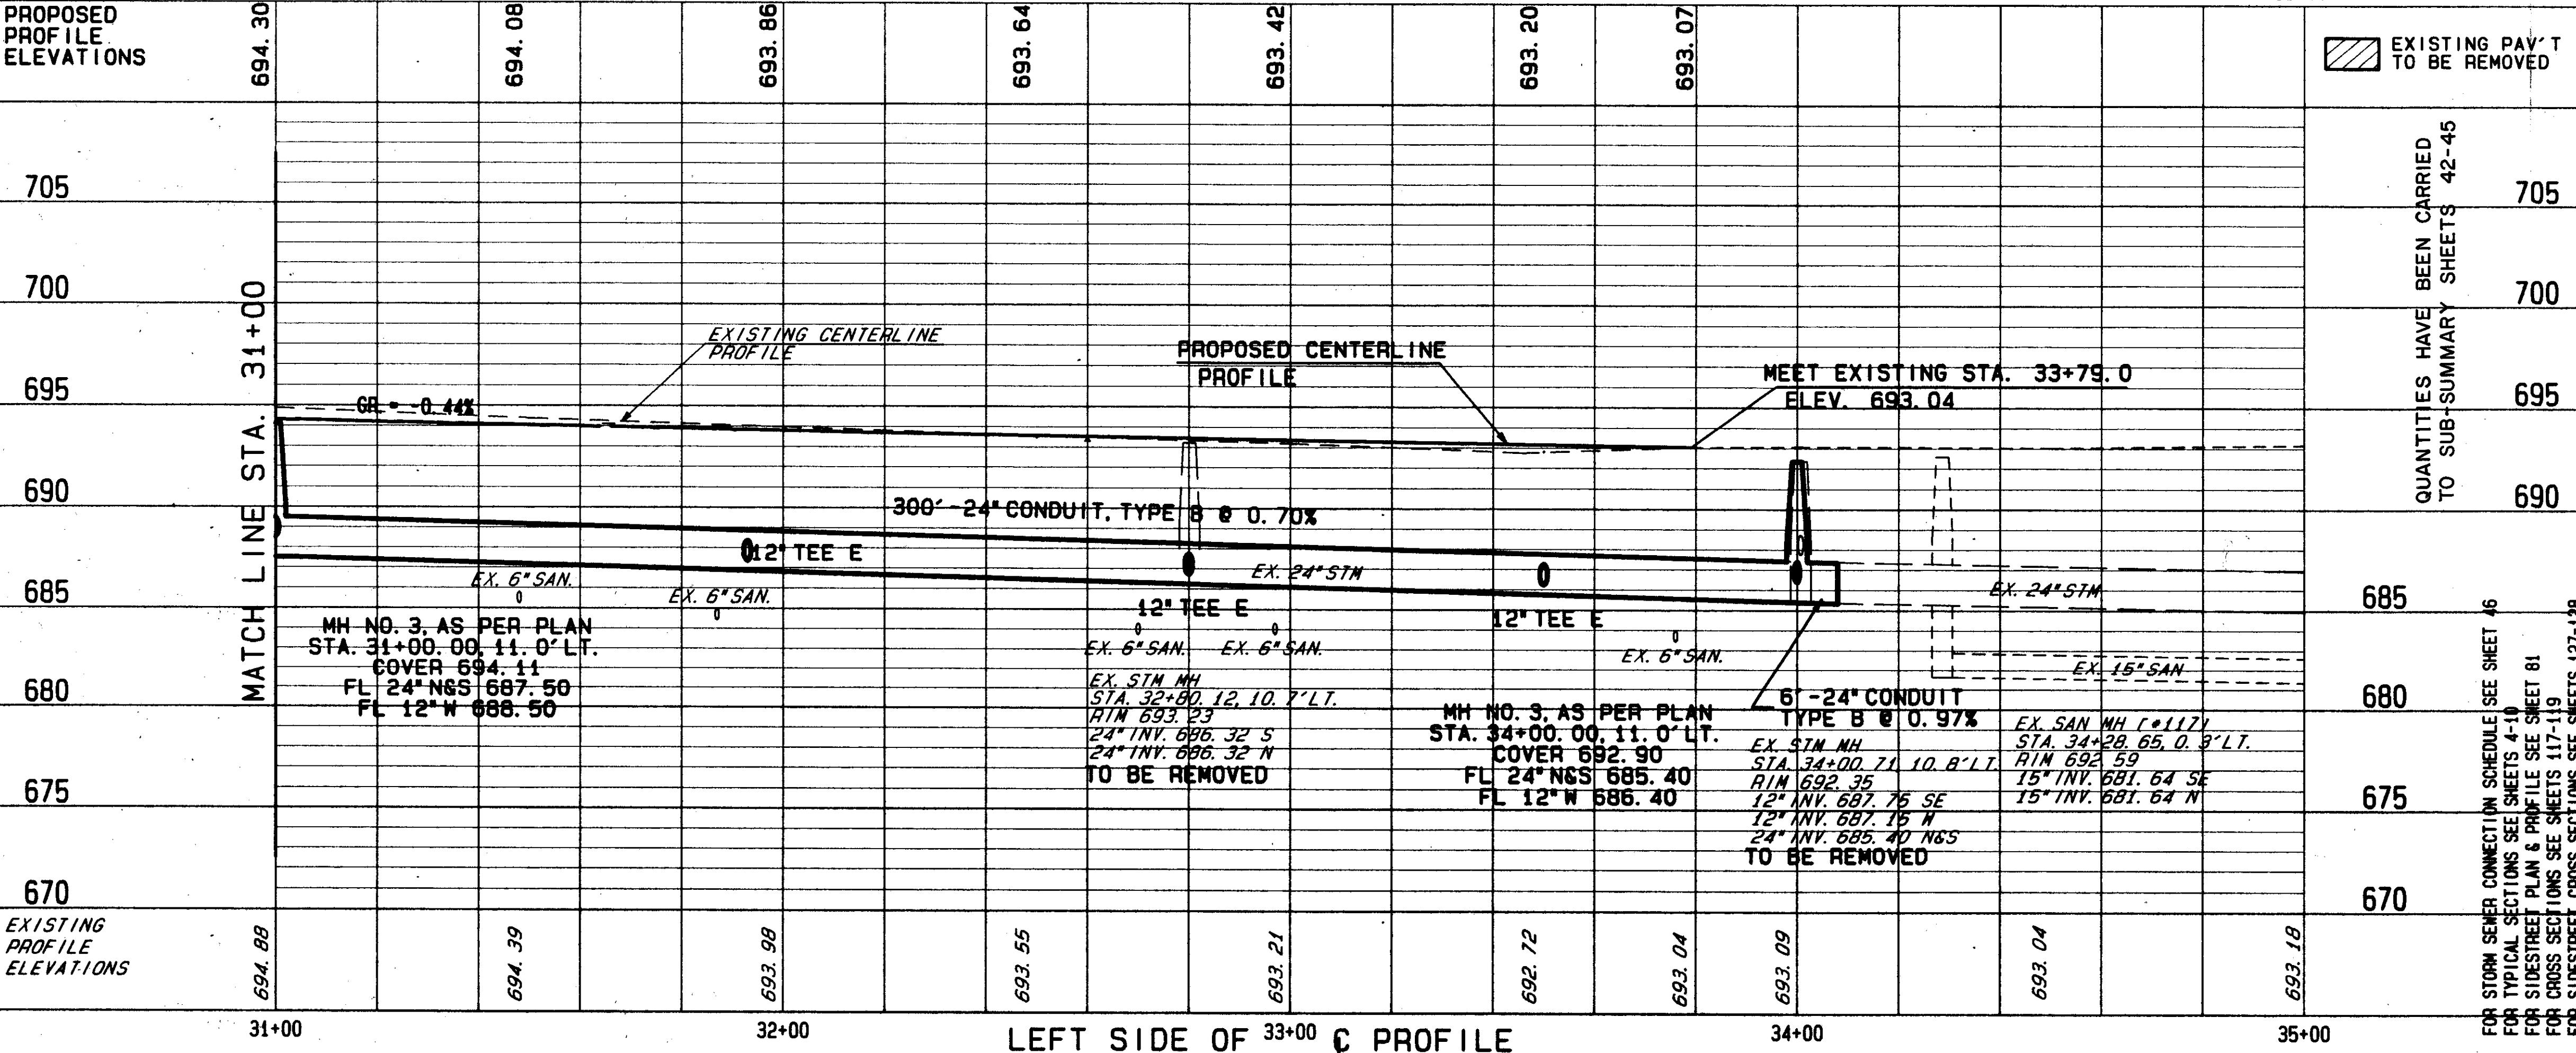 PROPOSED
PROFILE
ELEVATIONS
694.30
694.08
693.86
693.64
693.42
693.20
693.07
EXISTING PAV'T
TO BE REMOVED
705
700
695
690
685
680
675
670
MATCH LINE STA. 31+00
GR = -0.44%
EXISTING CENTERLINE
PROFILE
PROPOSED CENTERLINE
PROFILE
MEET EXISTING STA. 33+79.0
ELEV. 693.04
300'-24" CONDUIT, TYPE B @ 0.70%
12" TEE E
EX. 6" SAN.
EX. 6" SAN.
EX. 24" STM
12" TEE E
12" TEE E
EX. 6" SAN.
EX. 6" SAN.
EX. 6" SAN.
EX. 24" STM
EX. 15" SAN
MH NO. 3, AS PER PLAN
STA. 31+00.00, 11.0' LT.
COVER 694.11
FL 24" N&S 687.50
FL 12" W 688.50
EX. STM MH
STA. 32+80.12, 10.7' LT.
RIM 693.23
24" INV. 686.32 S
24" INV. 686.32 N
TO BE REMOVED
MH NO. 3, AS PER PLAN
STA. 34+00.00, 11.0' LT.
COVER 692.90
FL 24" N&S 685.40
FL 12" W 686.40
6'-24" CONDUIT
TYPE B @ 0.97%
EX. STM MH
STA. 34+00.71, 10.8' LT
RIM 692.35
12" INV. 687.75 SE
12" INV. 687.15 W
24" INV. 685.40 N&S
TO BE REMOVED
EX. SAN MH [#117]
STA. 34+28.65, 0.3' LT.
RIM 692.59
15" INV. 681.64 SE
15" INV. 681.64 N
705
700
695
690
685
680
675
670
QUANTITIES HAVE BEEN CARRIED
TO SUB-SUMMARY SHEETS 42-45
FOR STORM SEWER CONNECTION SCHEDULE SEE SHEET 46
FOR TYPICAL SECTIONS SEE SHEETS 4-10
FOR SIDESTREET PLAN & PROFILE SEE SHEET 81
FOR CROSS SECTIONS SEE SHEETS 117-119
FOR SIDESTREET CROSS SECTIONS SEE SHEETS
EXISTING
PROFILE
ELEVATIONS
694.88
694.39
693.98
693.55
693.21
692.72
693.04
693.09
693.04
693.18
31+00
32+00
33+00
34+00
35+00
LEFT SIDE OF ℄ PROFILE